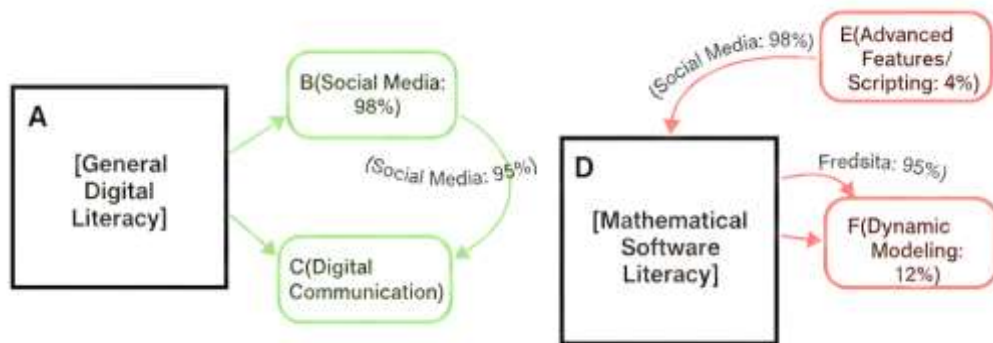 A
[General
Digital
Literacy]
B(Social Media:
98%)
(Social Media: 95%)
C(Digital
Communication)
(Social Media: 98%)
E(Advanced
Features/
Scripting: 4%)
D
[Mathematical
Software
Literacy]
Fredsita: 95%)
F(Dynamic
Modeling:
12%)